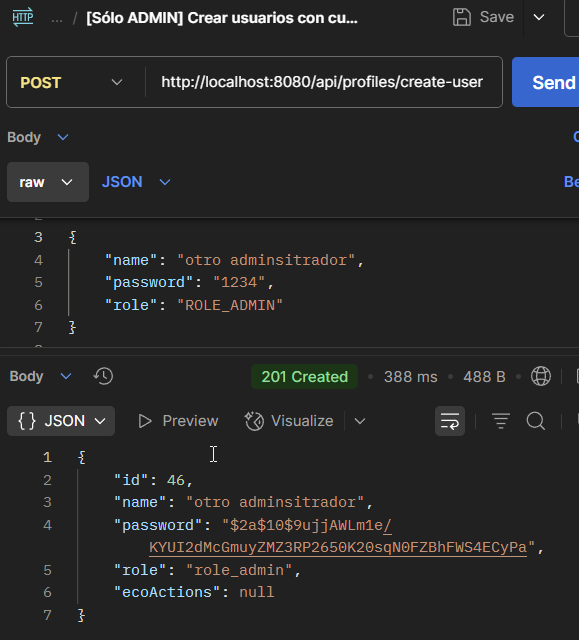 HTTP ... / [Sólo ADMIN] Crear usuarios con cu... Save
POST http://localhost:8080/api/profiles/create-user Send
Body
raw JSON Be
3 {
4 "name": "otro adminsitrador",
5 "password": "1234",
6 "role": "ROLE_ADMIN"
7 }
Body 201 Created • 388 ms • 488 B •
{} JSON Preview Visualize
1 {
2 "id": 46,
3 "name": "otro adminsitrador",
4 "password": "$2a$10$9ujjAWLm1e/
KYUI2dMcGmuyZMZ3RP2650K20sqN0FZBhFWS4ECyPa",
5 "role": "role_admin",
6 "ecoActions": null
7 }